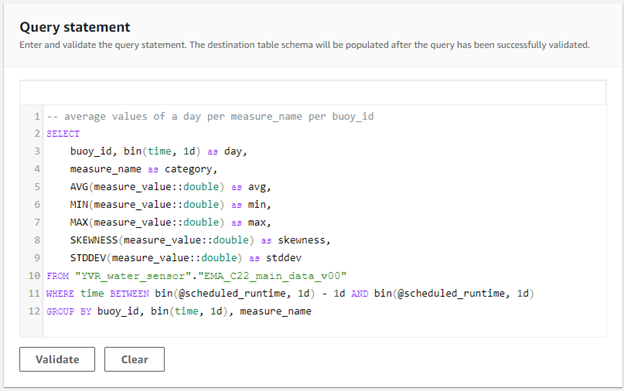 Query statement
Enter and validate the query statement. The destination table schema will be populated after the query has been successfully validated.
1 -- average values of a day per measure_name per buoy_id
2 SELECT
3     buoy_id, bin(time, 1d) as day,
4     measure_name as category,
5     AVG(measure_value::double) as avg,
6     MIN(measure_value::double) as min,
7     MAX(measure_value::double) as max,
8     SKEWNESS(measure_value::double) as skewness,
9     STDDEV(measure_value::double) as stddev
10 FROM "YVR_water_sensor"."EMA_C22_main_data_v00"
11 WHERE time BETWEEN bin(@scheduled_runtime, 1d) - 1d AND bin(@scheduled_runtime, 1d)
12 GROUP BY buoy_id, bin(time, 1d), measure_name
Validate Clear